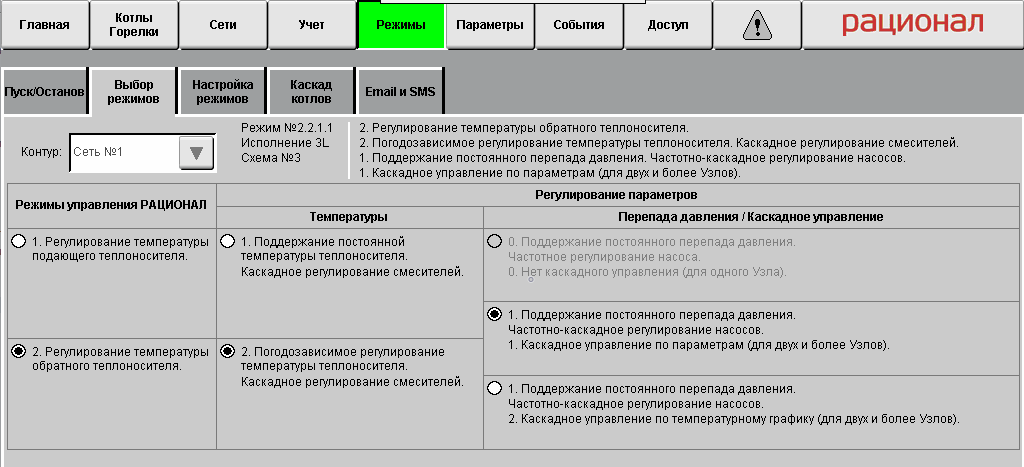 Главная
Котлы
Горелки
Сети
Учет
Режимы
Параметры
События
Доступ
рационал
Пуск/Останов
Выбор
режимов
Настройка
режимов
Каскад
котлов
Email и SMS
Контур:
Сеть №1
Режим №2.2.1.1
Исполнение 3L
Схема №3
2. Регулирование температуры обратного теплоносителя.
2. Погодозависимое регулирование температуры теплоносителя. Каскадное регулирование смесителей.
1. Поддержание постоянного перепада давления. Частотно-каскадное регулирование насосов.
1. Каскадное управление по параметрам (для двух и более Узлов).
Режимы управления РАЦИОНАЛ
Регулирование параметров
Температуры
Перепада давления / Каскадное управление
1. Регулирование температуры
подающего теплоносителя.
1. Поддержание постоянной
температуры теплоносителя.
Каскадное регулирование смесителей.
0. Поддержание постоянного перепада давления.
Частотное регулирование насоса.
0. Нет каскадного управления (для одного Узла).
1. Поддержание постоянного перепада давления.
Частотно-каскадное регулирование насосов.
1. Каскадное управление по параметрам (для двух и более Узлов).
2. Регулирование температуры
обратного теплоносителя.
2. Погодозависимое регулирование
температуры теплоносителя.
Каскадное регулирование смесителей.
1. Поддержание постоянного перепада давления.
Частотно-каскадное регулирование насосов.
2. Каскадное управление по температурному графику (для двух и более Узлов).